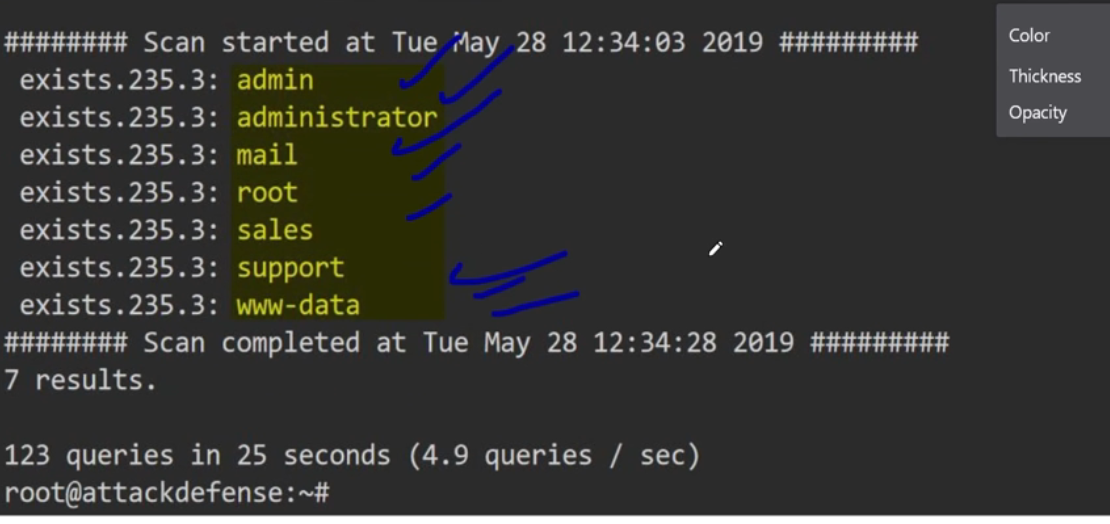 ######## Scan started at Tue May 28 12:34:03 2019 #########
exists.235.3: admin
exists.235.3: administrator
exists.235.3: mail
exists.235.3: root
exists.235.3: sales
exists.235.3: support
exists.235.3: www-data
######## Scan completed at Tue May 28 12:34:28 2019 #########
7 results.
123 queries in 25 seconds (4.9 queries / sec)
root@attackdefense:~#
Color
Thickness
Opacity